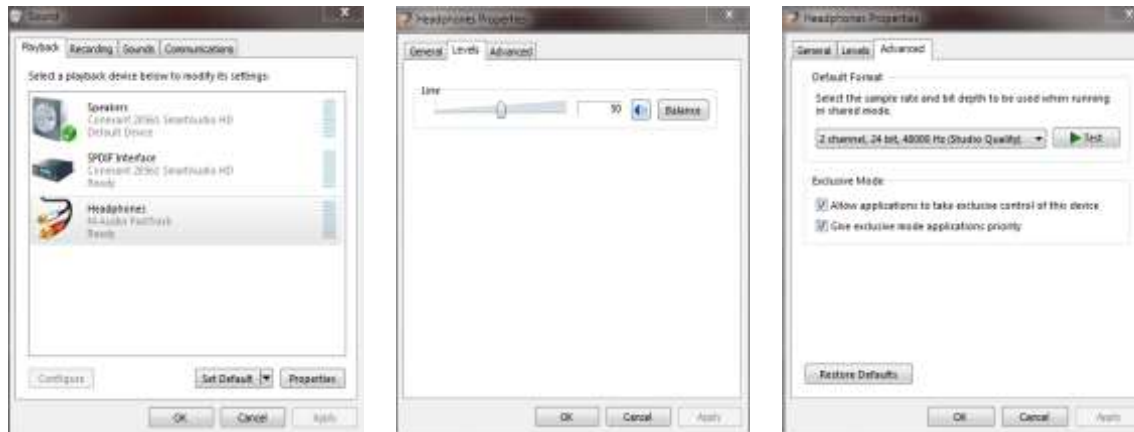 Sound
Playback Recording Sounds Communications
Select a playback device below to modify its settings:
Speakers
Conexant 20561 SmartAudio HD
Default Device
SPDIF Interface
Conexant 20561 SmartAudio HD
Ready
Headphones
M-Audio FastTrack
Ready
Configure Set Default Properties
OK Cancel Apply
Headphones Properties
General Levels Advanced
Line
50 Balance
OK Cancel Apply
Headphones Properties
General Levels Advanced
Default Format
Select the sample rate and bit depth to be used when running
in shared mode.
2 channel, 24 bit, 48000 Hz (Studio Quality) Test
Exclusive Mode
Allow applications to take exclusive control of this device
Give exclusive mode applications priority
Restore Defaults
OK Cancel Apply